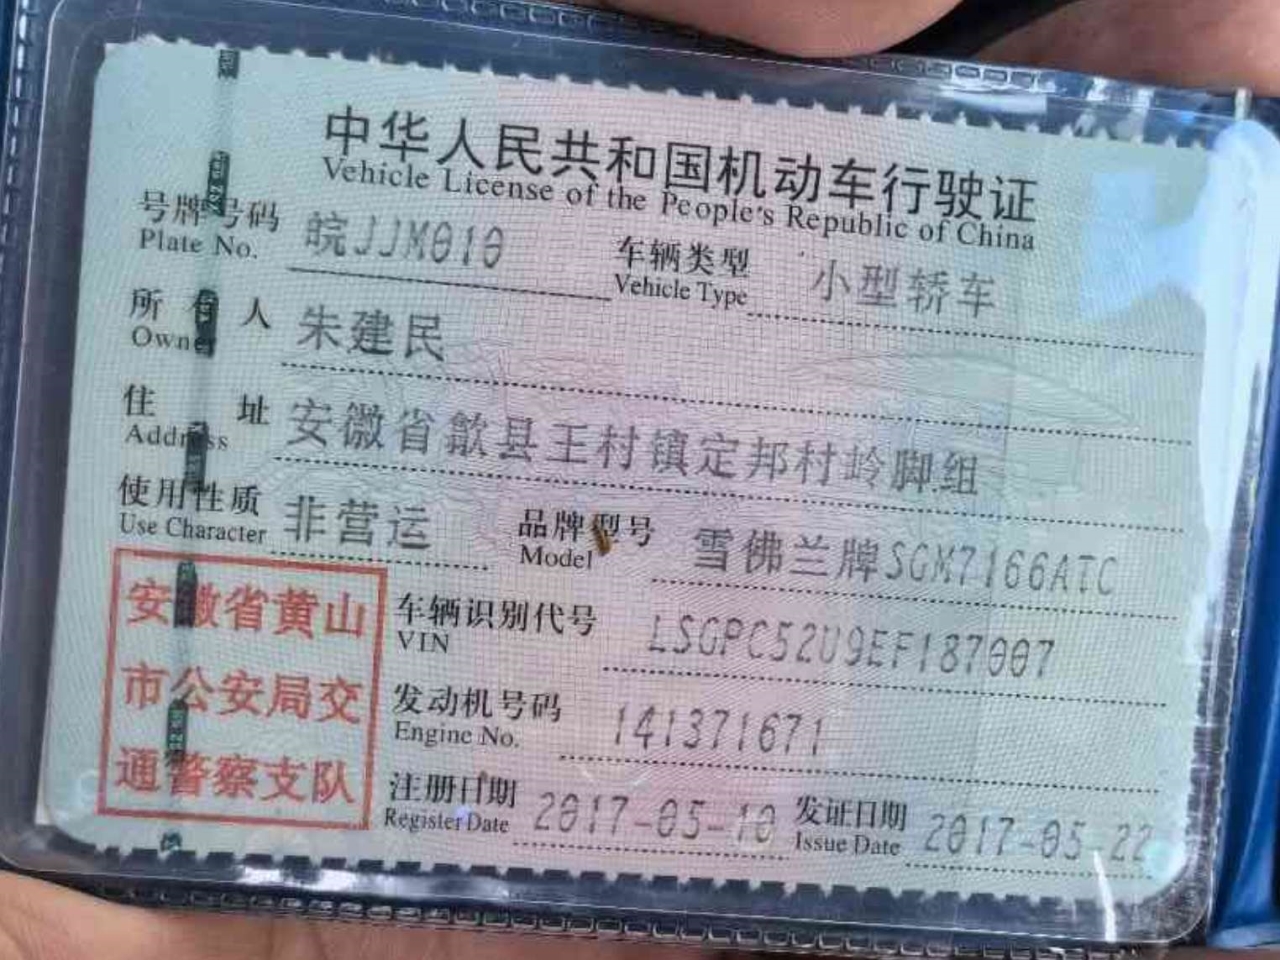 中华人民共和国机动车行驶证
Vehicle License of the People's Republic of China
号牌号码 皖JJM010 车辆类型 小型轿车
Plate No. Vehicle Type
所有人 朱建民
Owner
住址 安徽省歙县王村镇定邦村岭脚组
Address
使用性质 非营运 品牌型号 雪佛兰牌SGM7166ATC
Use Character Model
安徽省黄山
市公安局交
通警察支队
车辆识别代号 LSGPC52U9EF187007
VIN
发动机号码 141371671
Engine No.
注册日期 2017-05-10 发证日期 2017-05-22
Register Date Issue Date